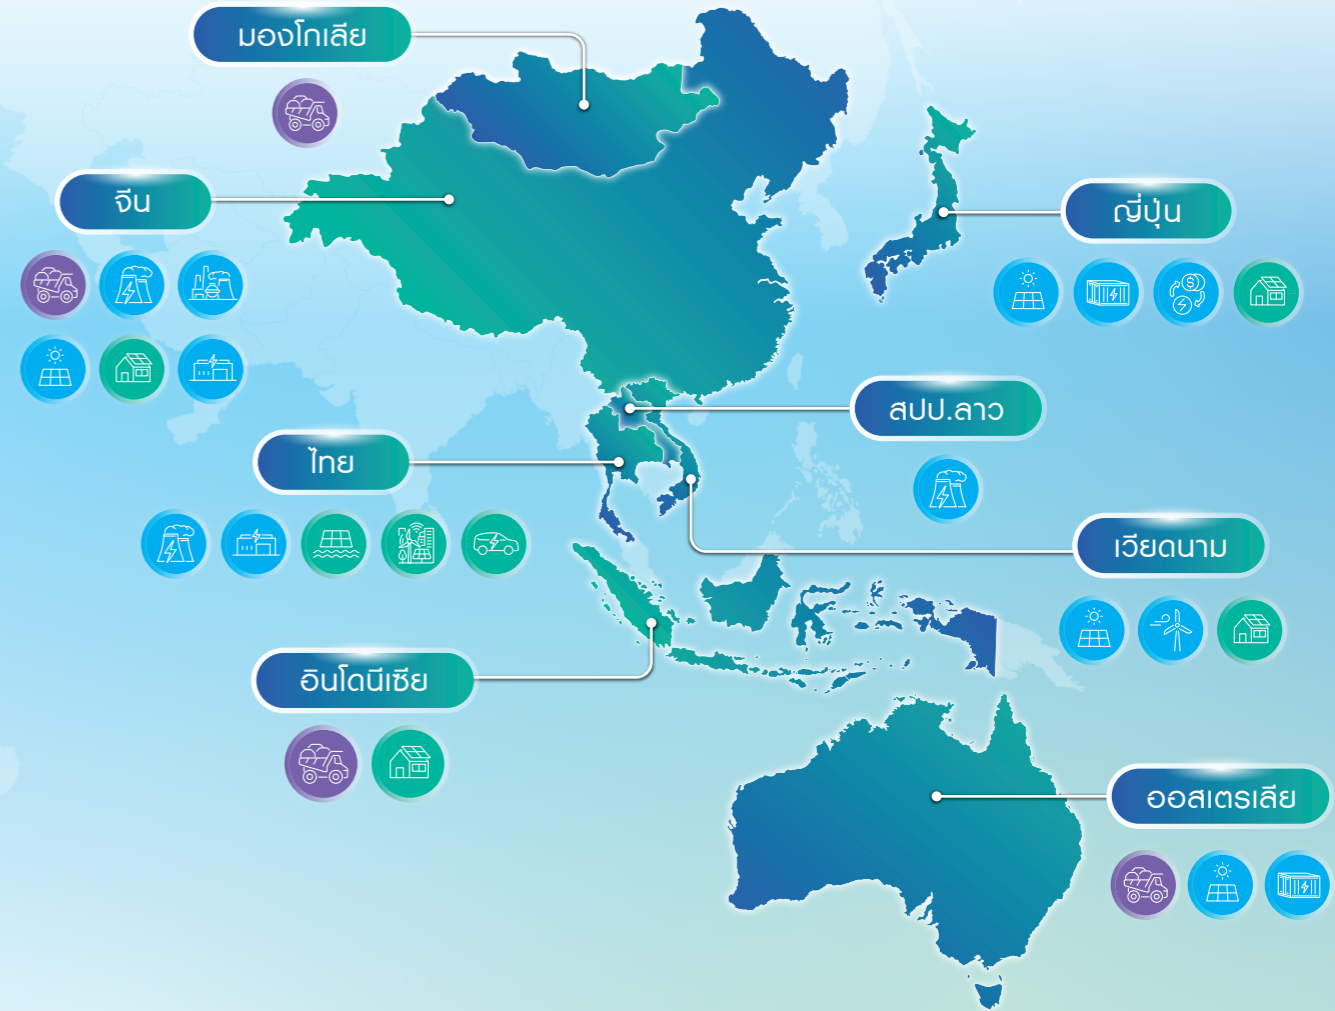 มองโกเลีย
จีน
ญี่ปุ่น
สปป.ลาว
ไทย
เวียดนาม
อินโดนีเซีย
ออสเตรเลีย